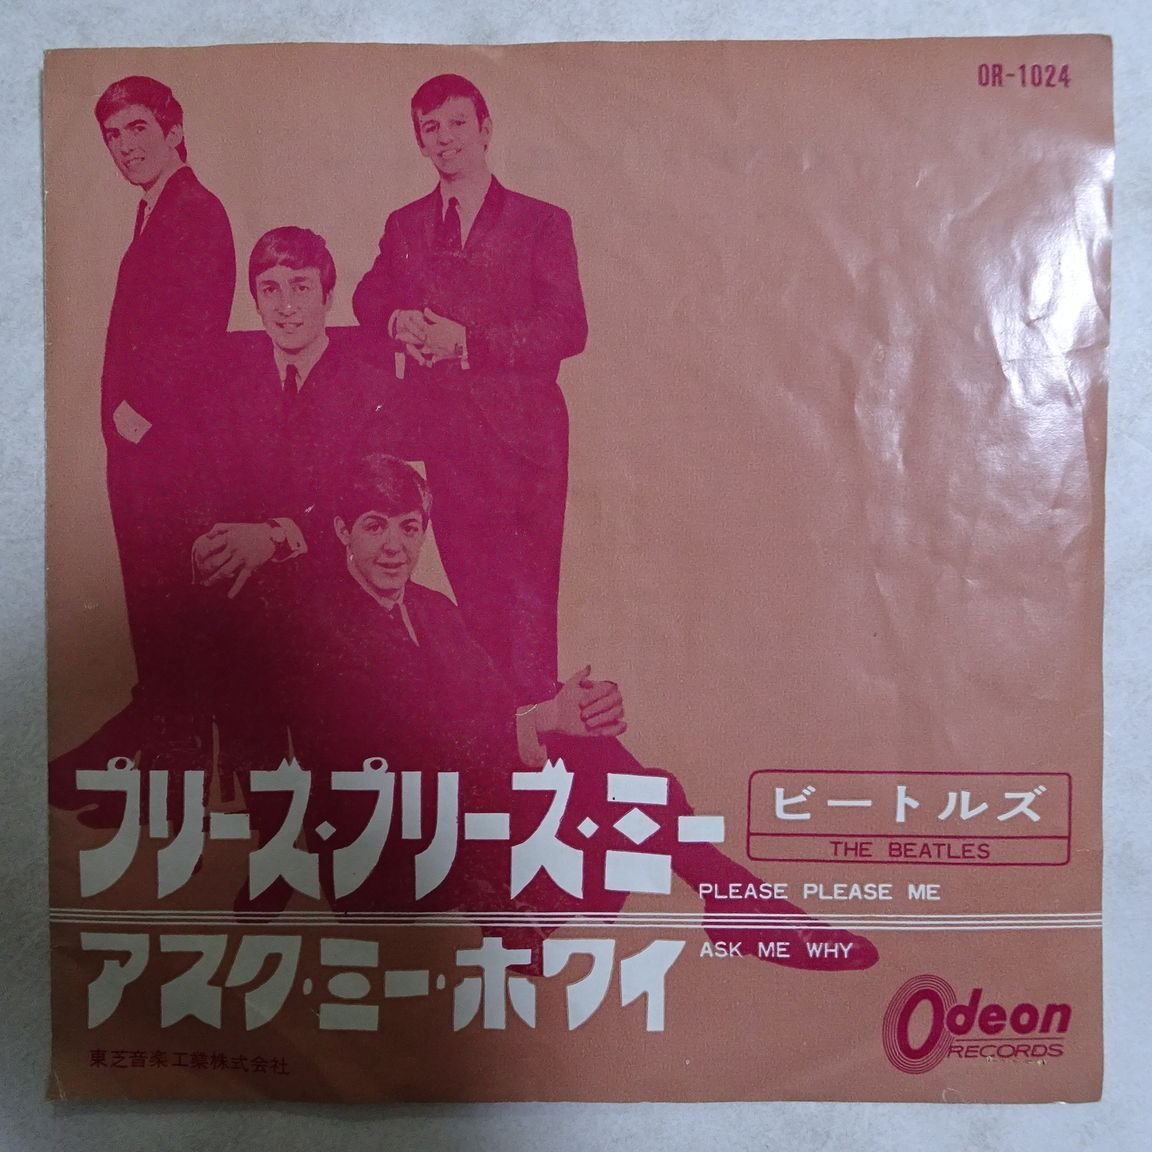 OR-1024
プリーズ・プリーズ・ミー
ビートルズ
THE BEATLES
PLEASE PLEASE ME
アスク・ミー・ホワイ
ASK ME WHY
Odeon
RECORDS
東芝音楽工業株式会社